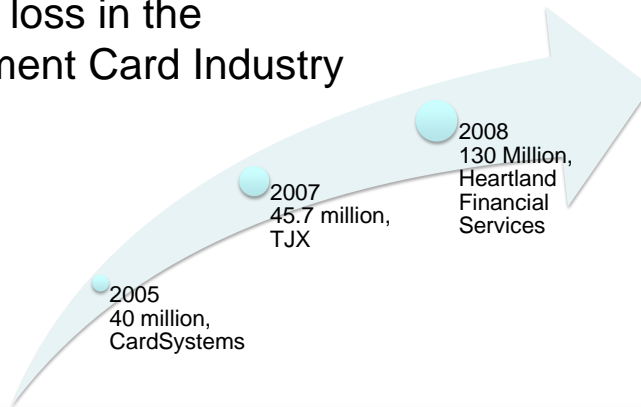 loss in the
ment Card Industry
2008
130 Million,
Heartland
Financial
Services
2007
45.7 million,
TJX
2005
40 million,
CardSystems